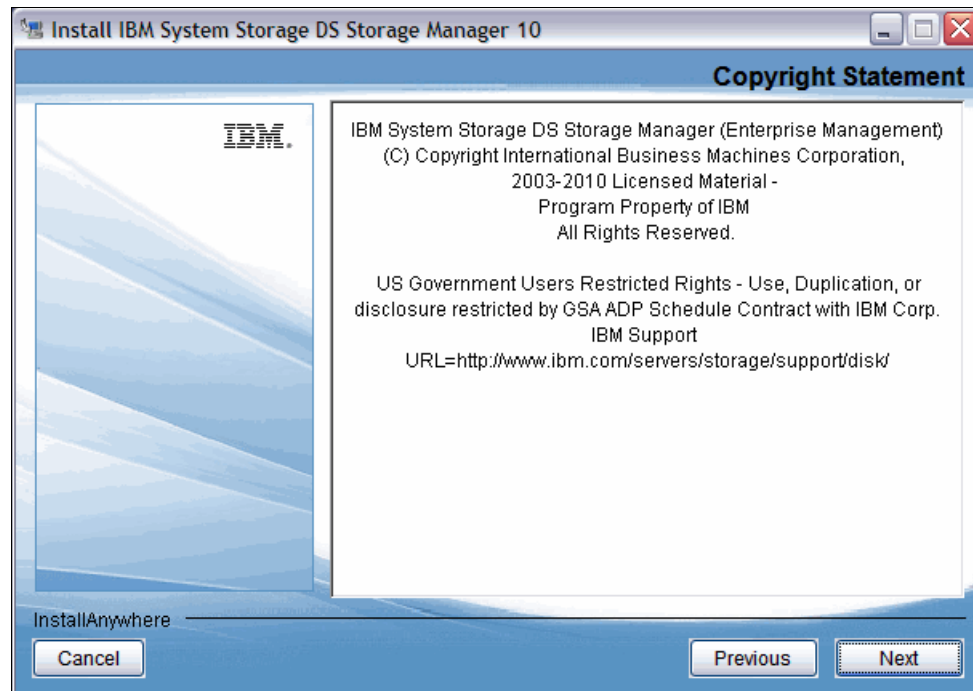 Install IBM System Storage DS Storage Manager 10
Copyright Statement
IBM.
IBM System Storage DS Storage Manager (Enterprise Management)
(C) Copyright International Business Machines Corporation,
2003-2010 Licensed Material -
Program Property of IBM
All Rights Reserved.
US Government Users Restricted Rights - Use, Duplication, or
disclosure restricted by GSA ADP Schedule Contract with IBM Corp.
IBM Support
URL=http://www.ibm.com/servers/storage/support/disk/
InstallAnywhere
Cancel
Previous
Next